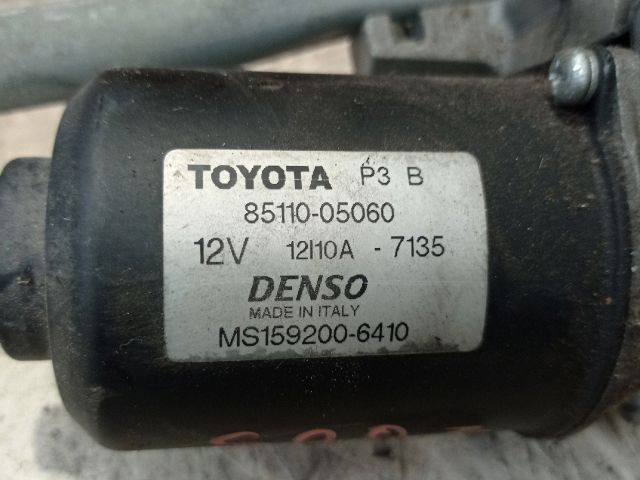 TOYOTA P3 B
85110-05060
12V 12I10A - 7135
DENSO
MADE IN ITALY
MS159200-6410